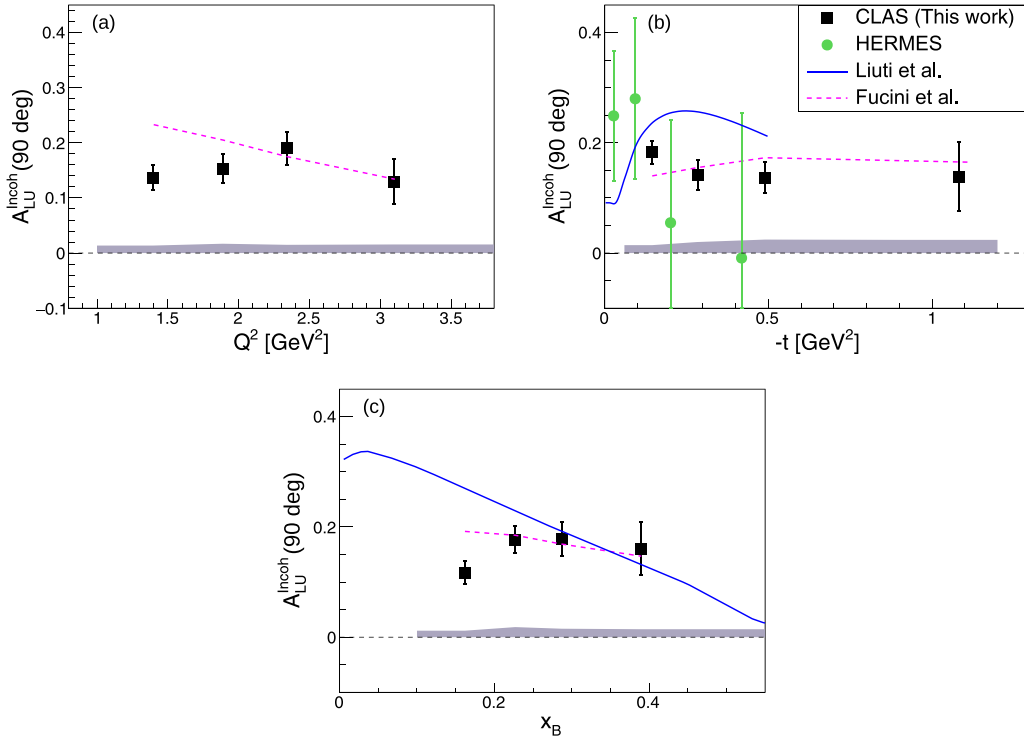 (a)
0.4
0.3
0.2
0.1
0
−0.1
A_LU^Incoh (90 deg)
1 1.5 2 2.5 3 3.5
Q² [GeV²]
(b)
CLAS (This work)
HERMES
Liuti et al.
Fucini et al.
0.4
0.2
0
A_LU^Incoh (90 deg)
0 0.5 1
-t [GeV²]
(c)
0.4
0.2
0
A_LU^Incoh (90 deg)
0 0.2 0.4
x_B